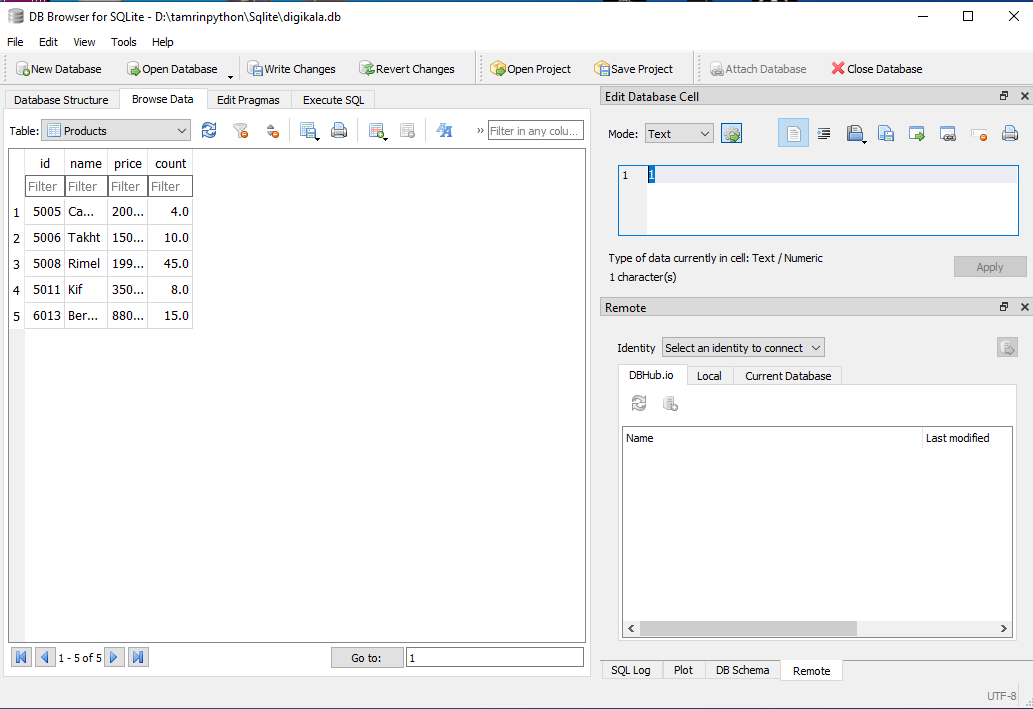 DB Browser for SQLite - D:\tamrinpython\Sqlite\digikala.db
File Edit View Tools Help
New Database Open Database Write Changes Revert Changes Open Project Save Project Attach Database Close Database
Database Structure Browse Data Edit Pragmas Execute SQL
Table: Products » Filter in any colu...
id name price count
Filter Filter Filter Filter
1 5005 Ca... 200... 4.0
2 5006 Takht 150... 10.0
3 5008 Rimel 199... 45.0
4 5011 Kif 350... 8.0
5 6013 Ber... 880... 15.0
1 - 5 of 5 Go to: 1
Edit Database Cell
Mode: Text
1 1
Type of data currently in cell: Text / Numeric
1 character(s)
Apply
Remote
Identity Select an identity to connect
DBHub.io Local Current Database
Name Last modified
SQL Log Plot DB Schema Remote
UTF-8